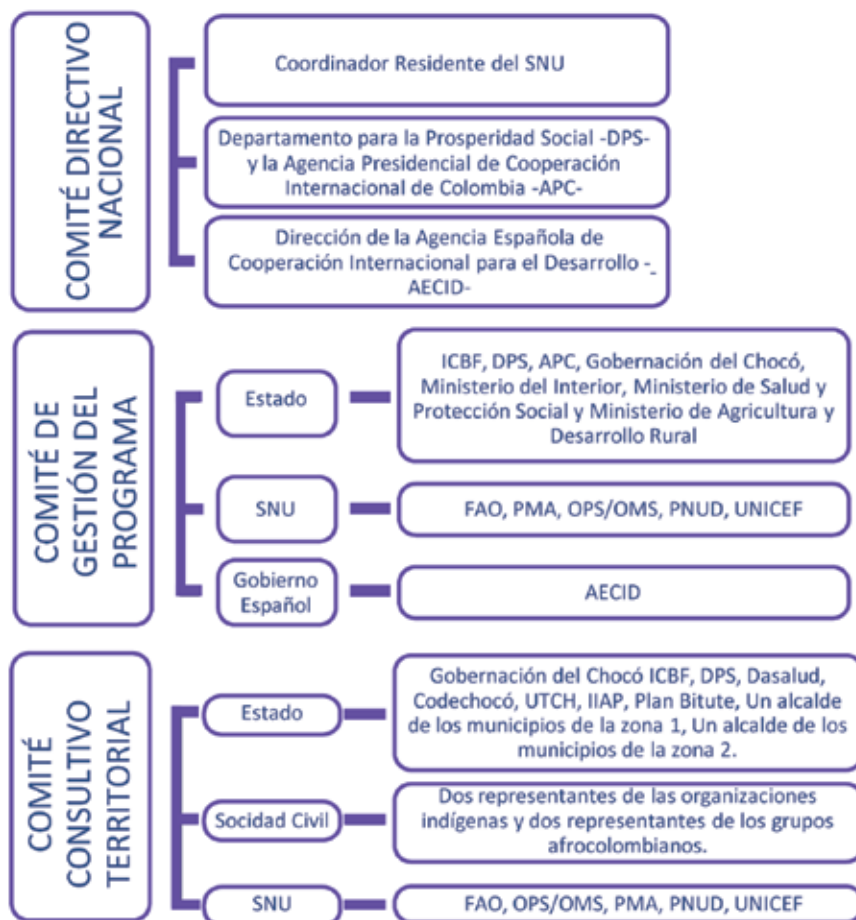 COMITÉ DIRECTIVO
NACIONAL
Coordinador Residente del SNU
Departamento para la Prosperidad Social -DPS-
y la Agencia Presidencial de Cooperación
Internacional de Colombia -APC-
Dirección de la Agencia Española de
Cooperación Internacional para el Desarrollo -_
AECID-
COMITÉ DE
GESTIÓN DEL
PROGRAMA
Estado
ICBF, DPS, APC, Gobernación del Chocó,
Ministerio del Interior, Ministerio de Salud y
Protección Social y Ministerio de Agricultura y
Desarrollo Rural
SNU
FAO, PMA, OPS/OMS, PNUD, UNICEF
Gobierno
Español
AECID
COMITÉ
CONSULTIVO
TERRITORIAL
Estado
Gobernación del Chocó ICBF, DPS, Dasalud,
Codechocó, UTCH, IIAP, Plan Bitute, Un alcalde
de los municipios de la zona 1, Un alcalde de los
municipios de la zona 2.
Socidad Civil
Dos representantes de las organizaciones
indígenas y dos representantes de los grupos
afrocolombianos.
SNU
FAO, OPS/OMS, PMA, PNUD, UNICEF